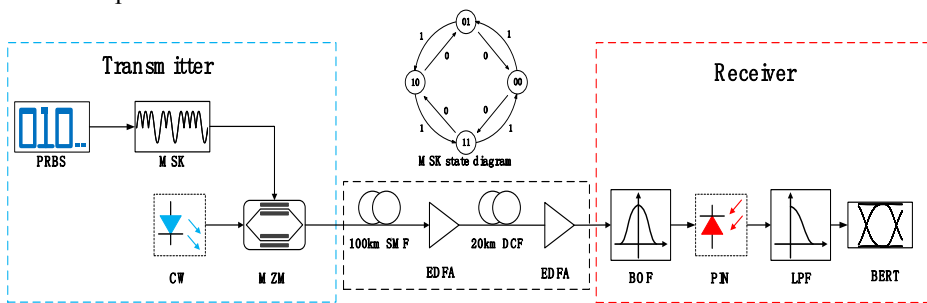 01
1
1
0
0
10
00
0
0
1
1
11
MSK state diagram
Transmitter
010..
PRBS
MSK
CW
MZM
100km SMF
EDFA
20km DCF
EDFA
Receiver
BOF
PIN
LPF
BERT